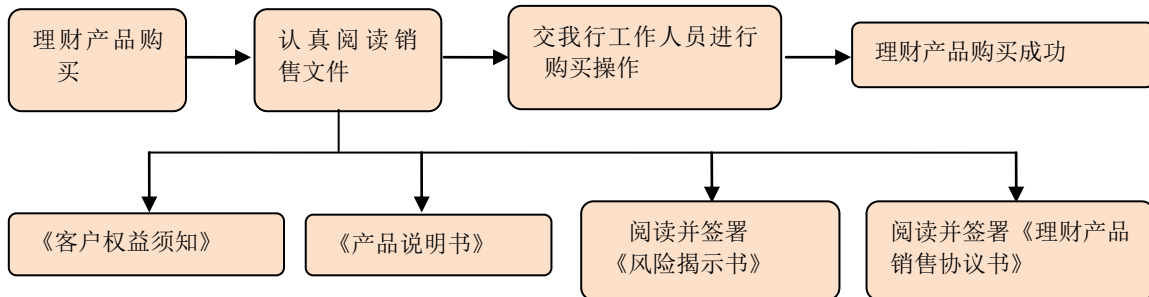 理财产品购
买
认真阅读销
售文件
交我行工作人员进行
购买操作
理财产品购买成功
《客户权益须知》
《产品说明书》
阅读并签署
《风险揭示书》
阅读并签署《理财产品
销售协议书》